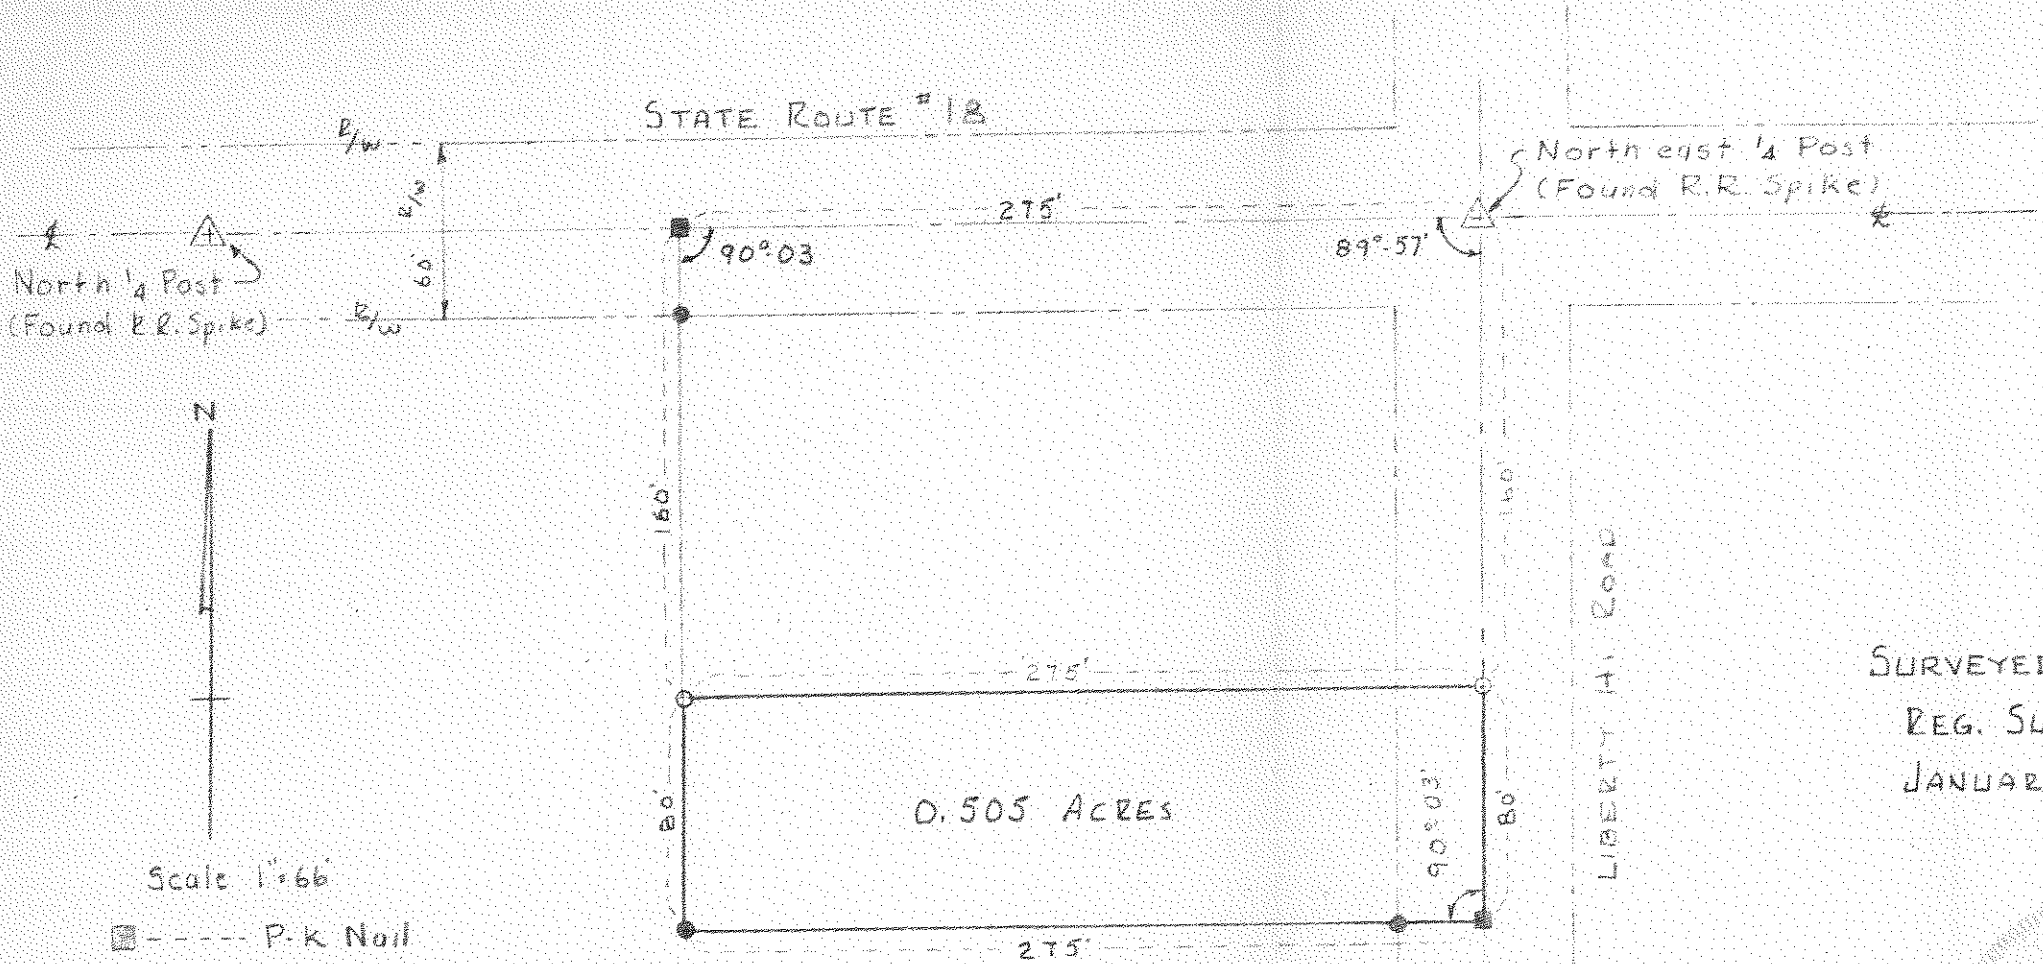 STATE ROUTE #18
R/W
R/W
60'
275'
90°-03
89°-57'
North east 1/4 Post
(Found R.R. Spike)
℄
℄
North 1/4 Post
(Found R.R. Spike)
R/W
N
160'
160'
LIBERTY HI ROAD
275'
80'
0.505 ACRES
90°-03'
80'
SURVEYED
REG. SU
JANUAR
Scale 1"=66'
P-K Nail
275'